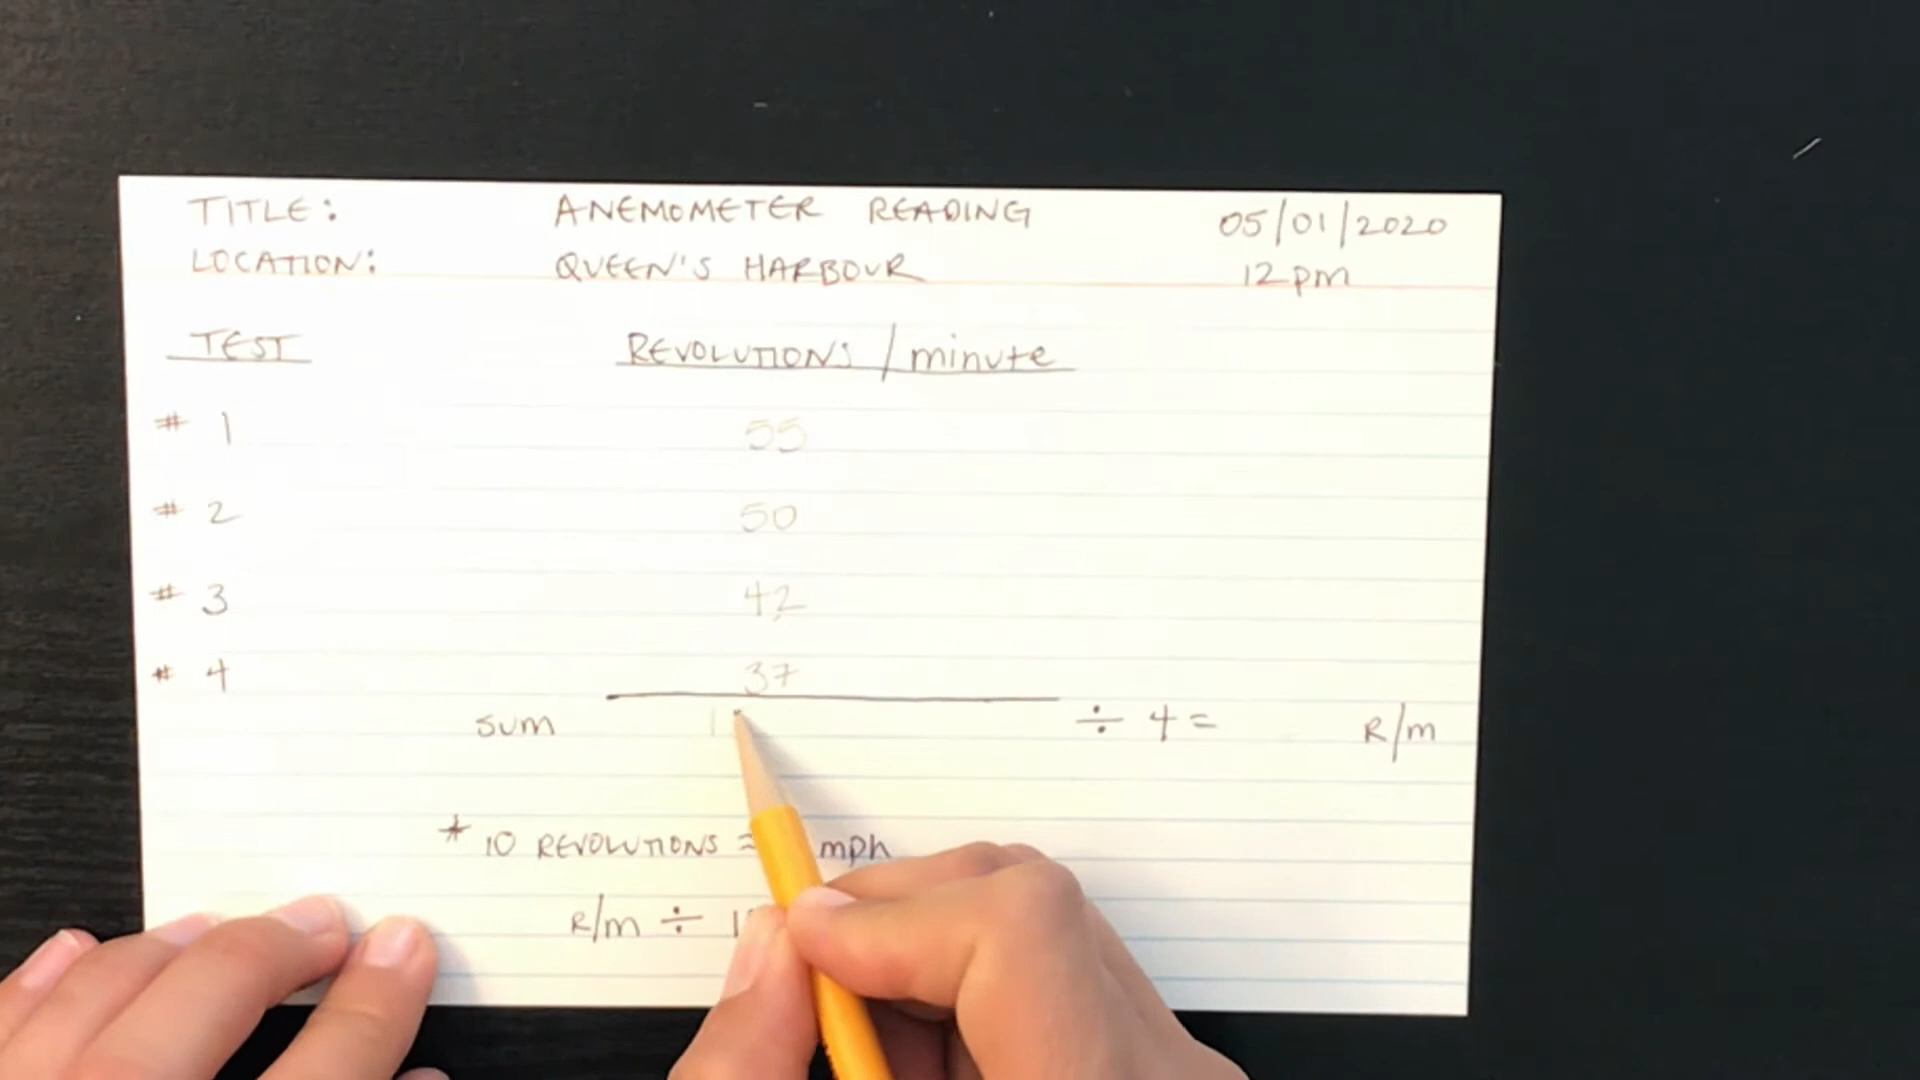 TITLE: ANEMOMETER READING 05/01/2020
LOCATION: QUEEN'S HARBOUR 12pm
TEST REVOLUTIONS/minute
# 1 55
# 2 50
# 3 42
# 4 37
sum 1 ÷ 4 = R/m
* 10 REVOLUTIONS = mph
R/m ÷